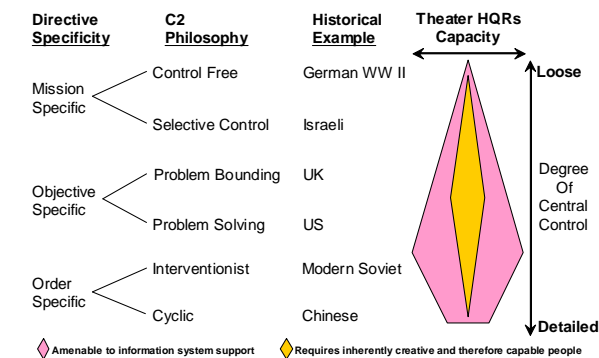 Directive
Specificity
C2
Philosophy
Historical
Example
Theater HQRs
Capacity
Mission
Specific
Control Free
German WW II
Loose
Selective Control
Israeli
Objective
Specific
Problem Bounding
UK
Problem Solving
US
Degree
Of
Central
Control
Order
Specific
Interventionist
Modern Soviet
Cyclic
Chinese
Detailed
Amenable to information system support
Requires inherently creative and therefore capable people